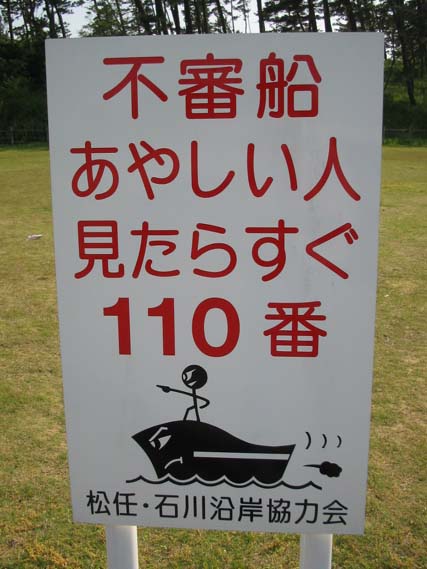 不審船
あやしい人
見たらすぐ
110番
松任・石川沿岸協力会